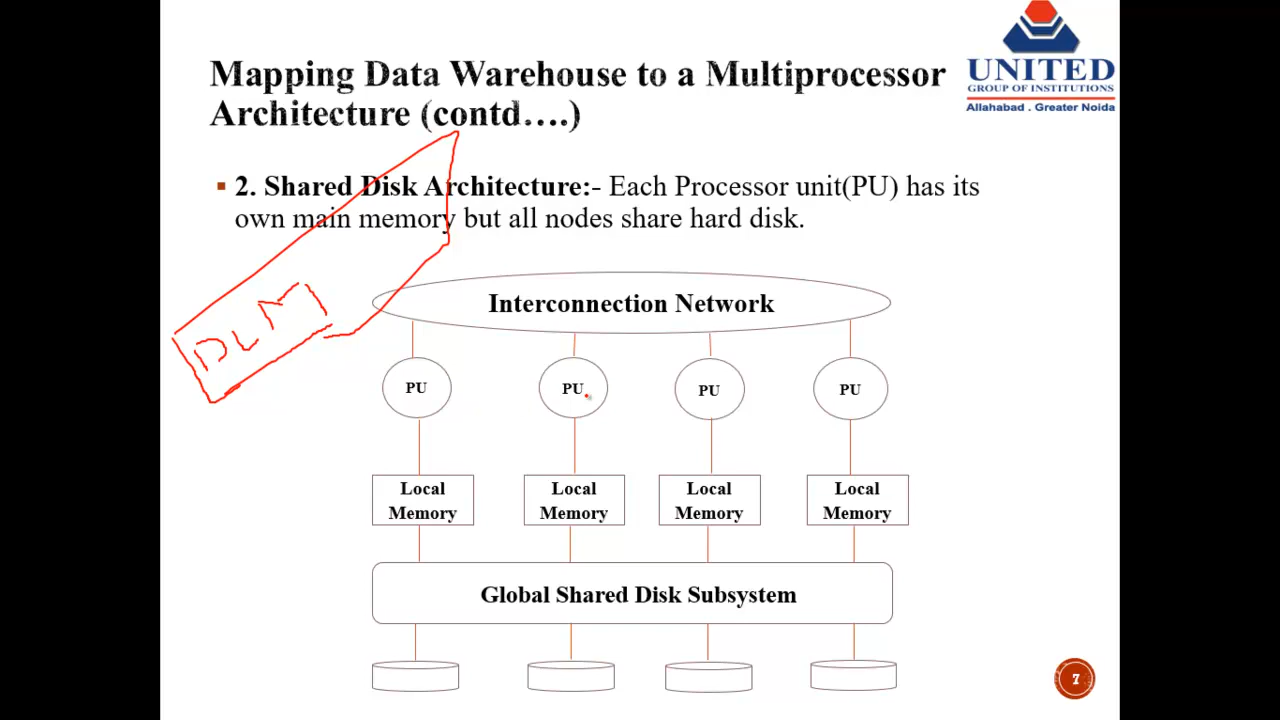 Mapping Data Warehouse to a Multiprocessor
Architecture (contd….)
UNITED
GROUP OF INSTITUTIONS
Allahabad . Greater Noida
▪ 2. Shared Disk Architecture:- Each Processor unit(PU) has its
own main memory but all nodes share hard disk.
DLM
Interconnection Network
PU PU PU PU
Local Local Local Local
Memory Memory Memory Memory
Global Shared Disk Subsystem
7